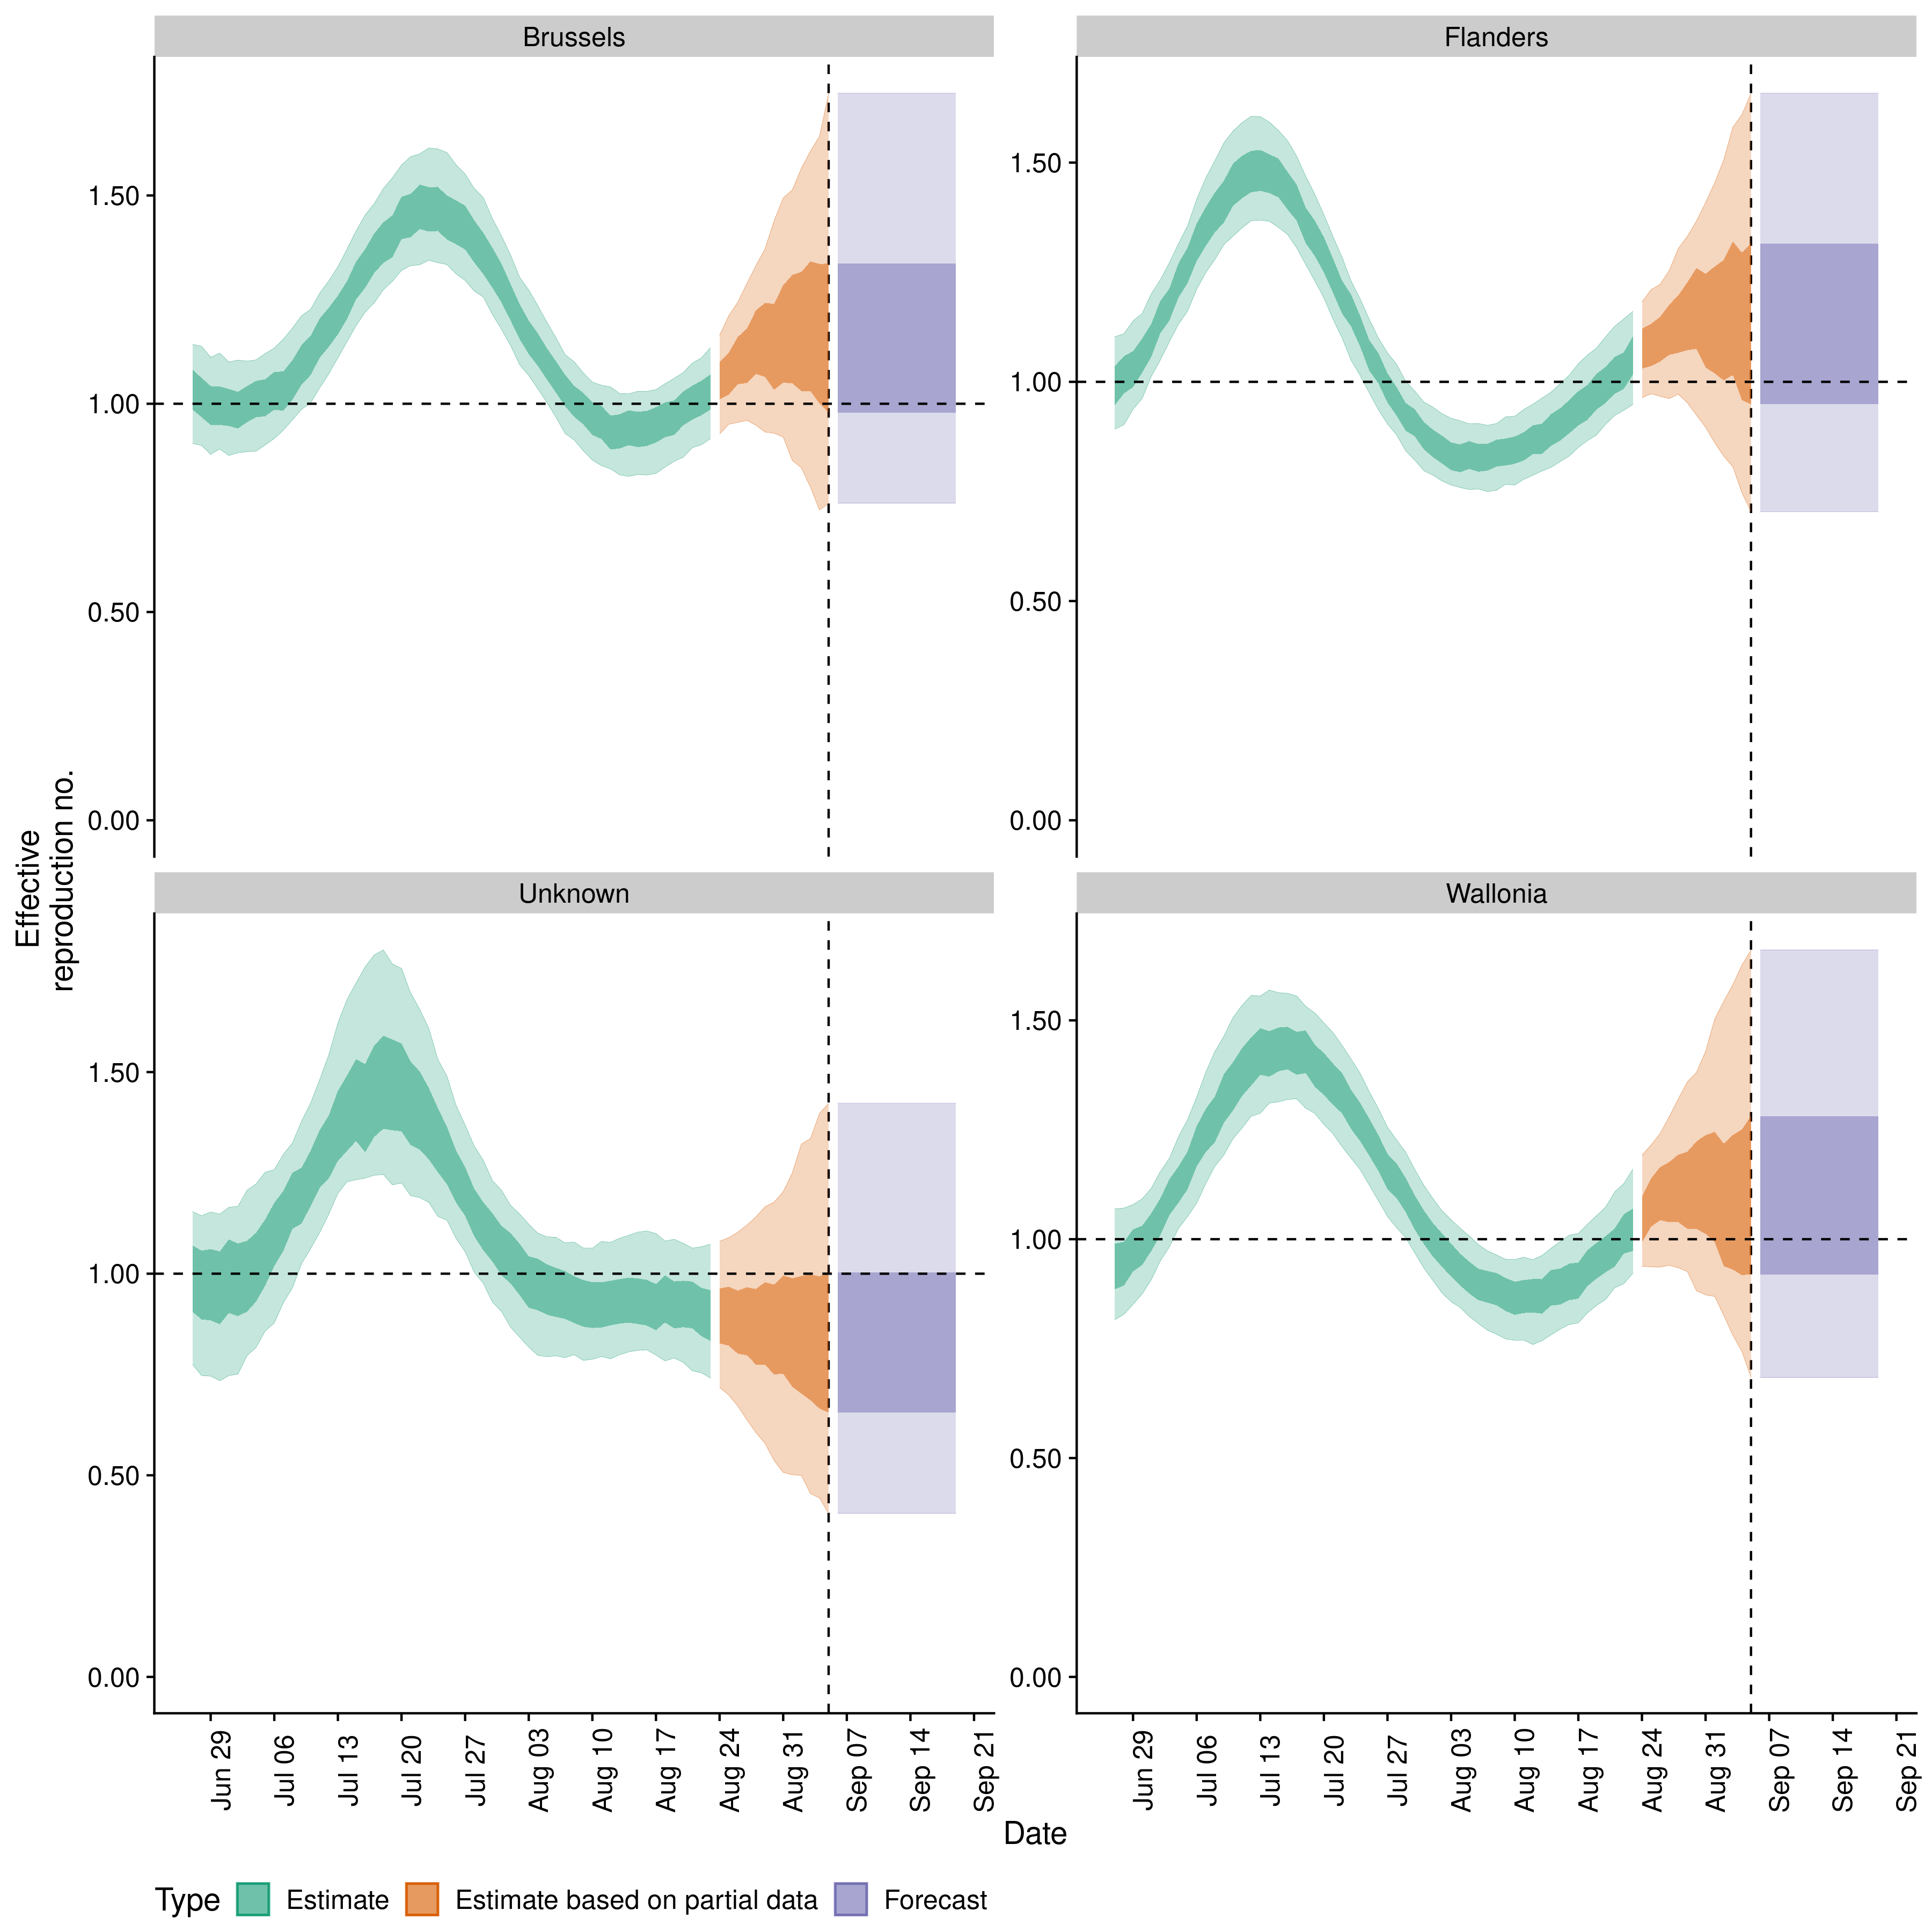 Brussels
Flanders
1.50
1.00
0.50
0.00
1.50
1.00
0.50
0.00
Effective
reproduction no.
Unknown
Wallonia
1.50
1.00
0.50
0.00
1.50
1.00
0.50
0.00
Jun 29 Jul 06 Jul 13 Jul 20 Jul 27 Aug 03 Aug 10 Aug 17 Aug 24 Aug 31 Sep 07 Sep 14 Sep 21
Jun 29 Jul 06 Jul 13 Jul 20 Jul 27 Aug 03 Aug 10 Aug 17 Aug 24 Aug 31 Sep 07 Sep 14 Sep 21
Date
Type Estimate Estimate based on partial data Forecast